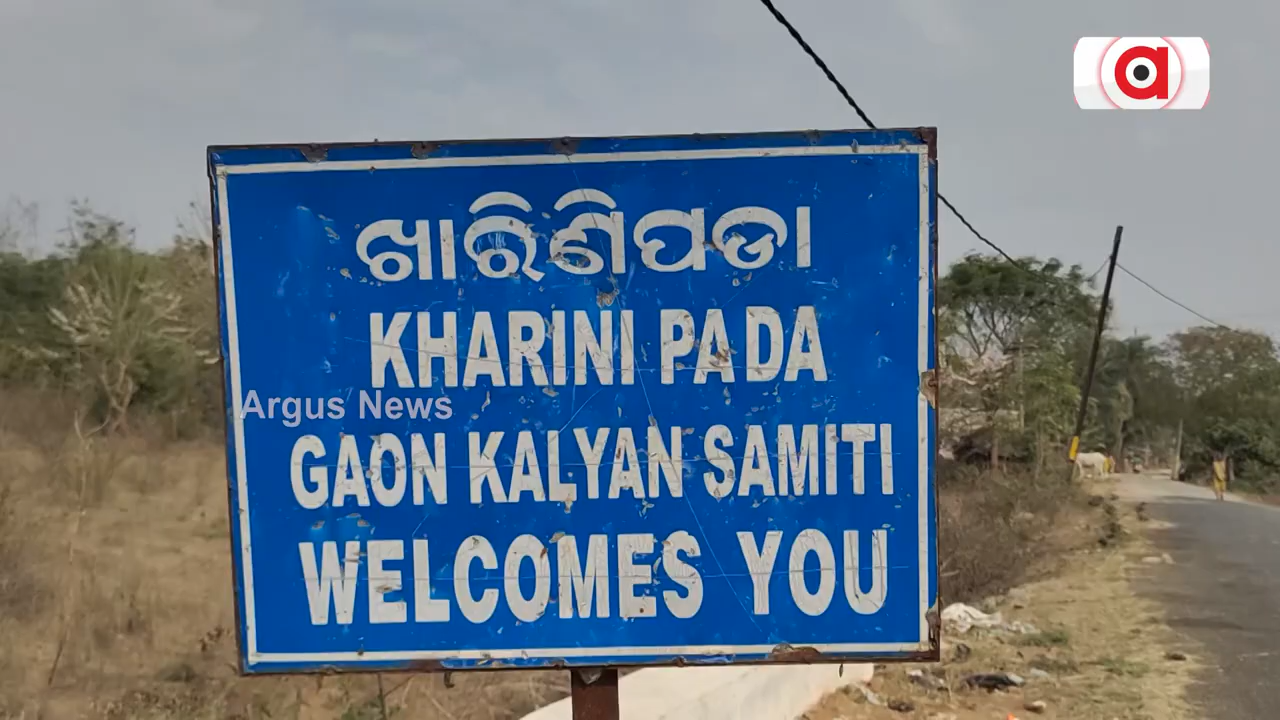 ଖାରିଣିପଡା
KHARINI PADA
Argus News
GAON KALYAN SAMITI
WELCOMES YOU